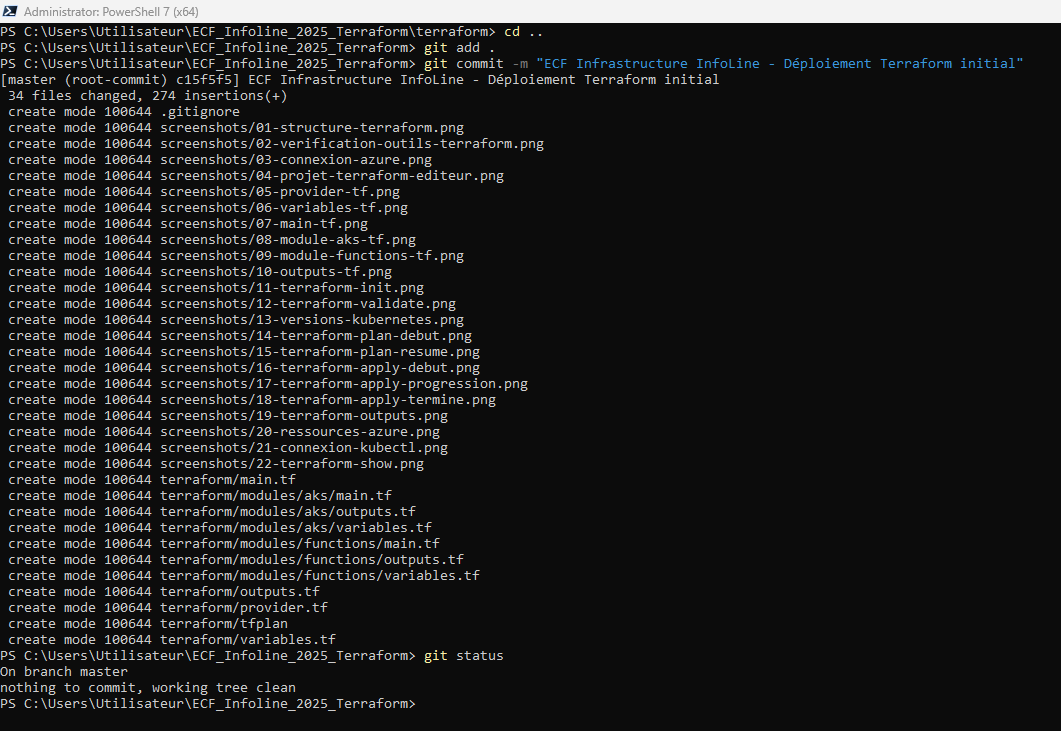 Administrator: PowerShell 7 (x64)
PS C:\Users\Utilisateur\ECF_Infoline_2025_Terraform\terraform> cd ..
PS C:\Users\Utilisateur\ECF_Infoline_2025_Terraform> git add .
PS C:\Users\Utilisateur\ECF_Infoline_2025_Terraform> git commit -m "ECF Infrastructure InfoLine - Déploiement Terraform initial"
[master (root-commit) c15f5f5] ECF Infrastructure InfoLine - Déploiement Terraform initial
 34 files changed, 274 insertions(+)
 create mode 100644 .gitignore
 create mode 100644 screenshots/01-structure-terraform.png
 create mode 100644 screenshots/02-verification-outils-terraform.png
 create mode 100644 screenshots/03-connexion-azure.png
 create mode 100644 screenshots/04-projet-terraform-editeur.png
 create mode 100644 screenshots/05-provider-tf.png
 create mode 100644 screenshots/06-variables-tf.png
 create mode 100644 screenshots/07-main-tf.png
 create mode 100644 screenshots/08-module-aks-tf.png
 create mode 100644 screenshots/09-module-functions-tf.png
 create mode 100644 screenshots/10-outputs-tf.png
 create mode 100644 screenshots/11-terraform-init.png
 create mode 100644 screenshots/12-terraform-validate.png
 create mode 100644 screenshots/13-versions-kubernetes.png
 create mode 100644 screenshots/14-terraform-plan-debut.png
 create mode 100644 screenshots/15-terraform-plan-resume.png
 create mode 100644 screenshots/16-terraform-apply-debut.png
 create mode 100644 screenshots/17-terraform-apply-progression.png
 create mode 100644 screenshots/18-terraform-apply-termine.png
 create mode 100644 screenshots/19-terraform-outputs.png
 create mode 100644 screenshots/20-ressources-azure.png
 create mode 100644 screenshots/21-connexion-kubectl.png
 create mode 100644 screenshots/22-terraform-show.png
 create mode 100644 terraform/main.tf
 create mode 100644 terraform/modules/aks/main.tf
 create mode 100644 terraform/modules/aks/outputs.tf
 create mode 100644 terraform/modules/aks/variables.tf
 create mode 100644 terraform/modules/functions/main.tf
 create mode 100644 terraform/modules/functions/outputs.tf
 create mode 100644 terraform/modules/functions/variables.tf
 create mode 100644 terraform/outputs.tf
 create mode 100644 terraform/provider.tf
 create mode 100644 terraform/tfplan
 create mode 100644 terraform/variables.tf
PS C:\Users\Utilisateur\ECF_Infoline_2025_Terraform> git status
On branch master
nothing to commit, working tree clean
PS C:\Users\Utilisateur\ECF_Infoline_2025_Terraform>